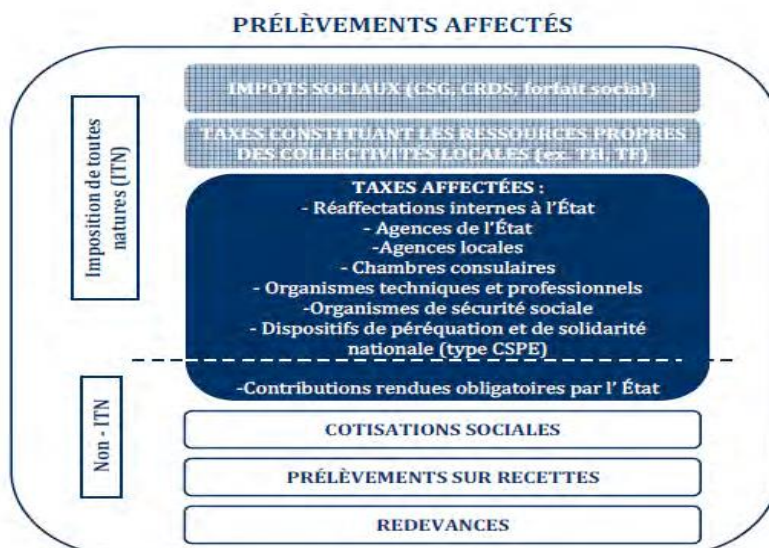 PRÉLÈVEMENTS AFFECTÉS
Imposition de toutes
natures (ITN)
IMPÔTS SOCIAUX (CSG, CRDS, forfait social)
TAXES CONSTITUANT LES RESSOURCES PROPRES
DES COLLECTIVITÉS LOCALES (ex. TH, TF)
TAXES AFFECTÉES :
- Réaffectations internes à l'État
- Agences de l'État
-Agences locales
- Chambres consulaires
- Organismes techniques et professionnels
-Organismes de sécurité sociale
- Dispositifs de péréquation et de solidarité
nationale (type CSPE)
Non - ITN
-Contributions rendues obligatoires par l' État
COTISATIONS SOCIALES
PRÉLÈVEMENTS SUR RECETTES
REDEVANCES